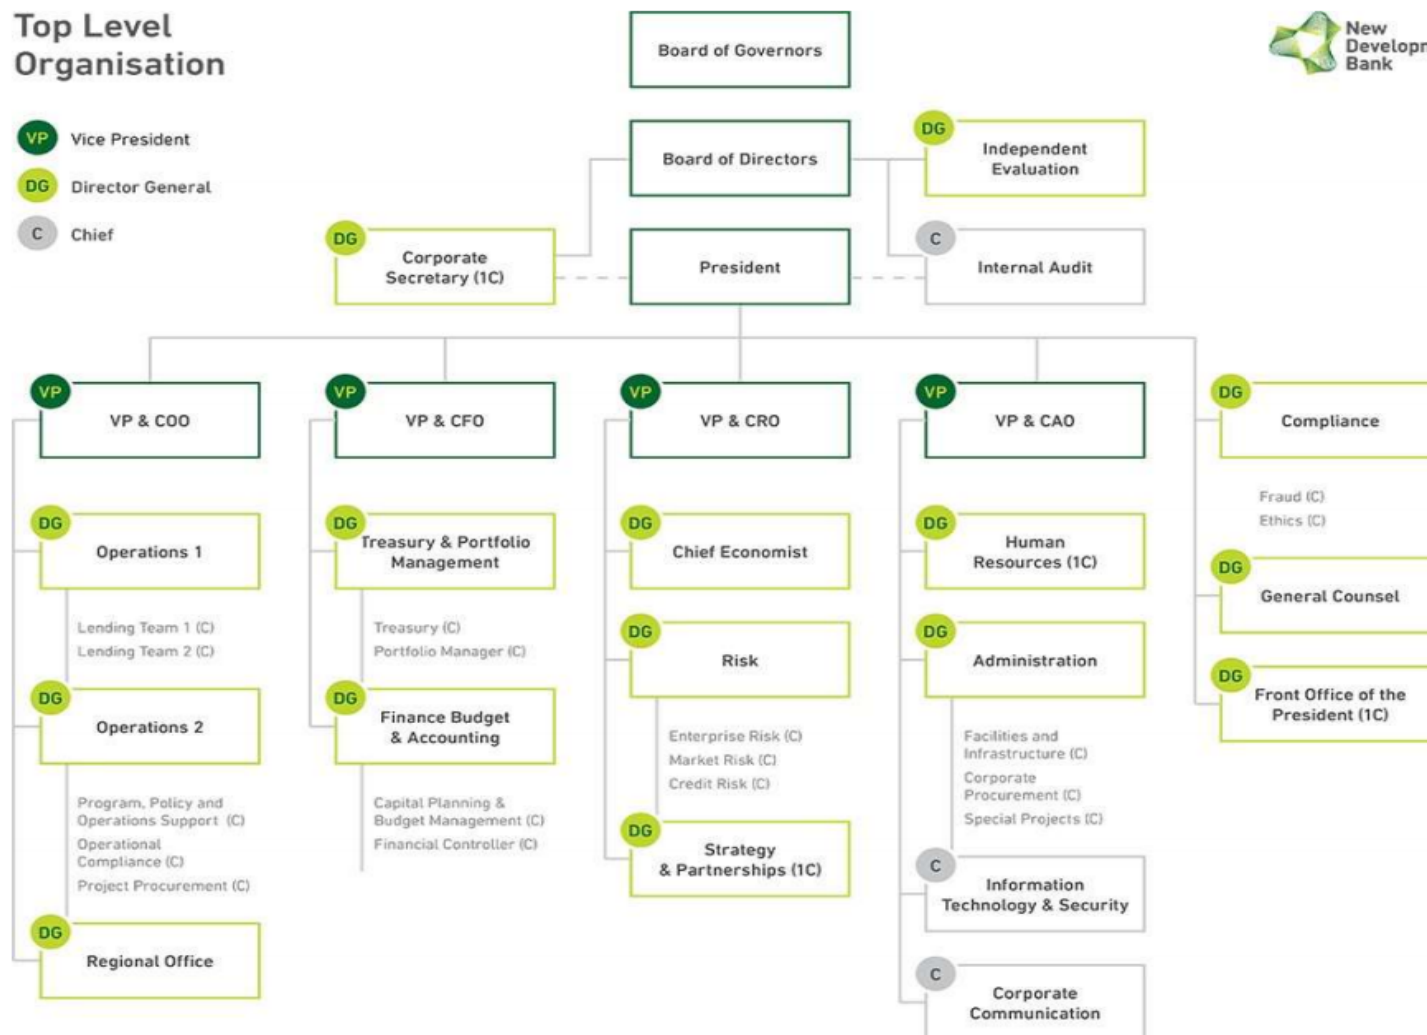 Top Level
Organisation
New
Developm
Bank
VP Vice President
DG Director General
C Chief
Board of Governors
Board of Directors
DG
Independent
Evaluation
DG
Corporate
Secretary (1C)
President
C
Internal Audit
VP
VP & COO
VP
VP & CFO
VP
VP & CRO
VP
VP & CAO
DG
Compliance
Fraud (C)
Ethics (C)
DG
Operations 1
Lending Team 1 (C)
Lending Team 2 (C)
DG
Operations 2
Program, Policy and
Operations Support (C)
Operational
Compliance (C)
Project Procurement (C)
DG
Regional Office
DG
Treasury & Portfolio
Management
Treasury (C)
Portfolio Manager (C)
DG
Finance Budget
& Accounting
Capital Planning &
Budget Management (C)
Financial Controller (C)
DG
Chief Economist
DG
Risk
Enterprise Risk (C)
Market Risk (C)
Credit Risk (C)
DG
Strategy
& Partnerships (1C)
DG
Human
Resources (1C)
DG
Administration
Facilities and
Infrastructure (C)
Corporate
Procurement (C)
Special Projects (C)
C
Information
Technology & Security
C
Corporate
Communication
DG
General Counsel
DG
Front Office of the
President (1C)